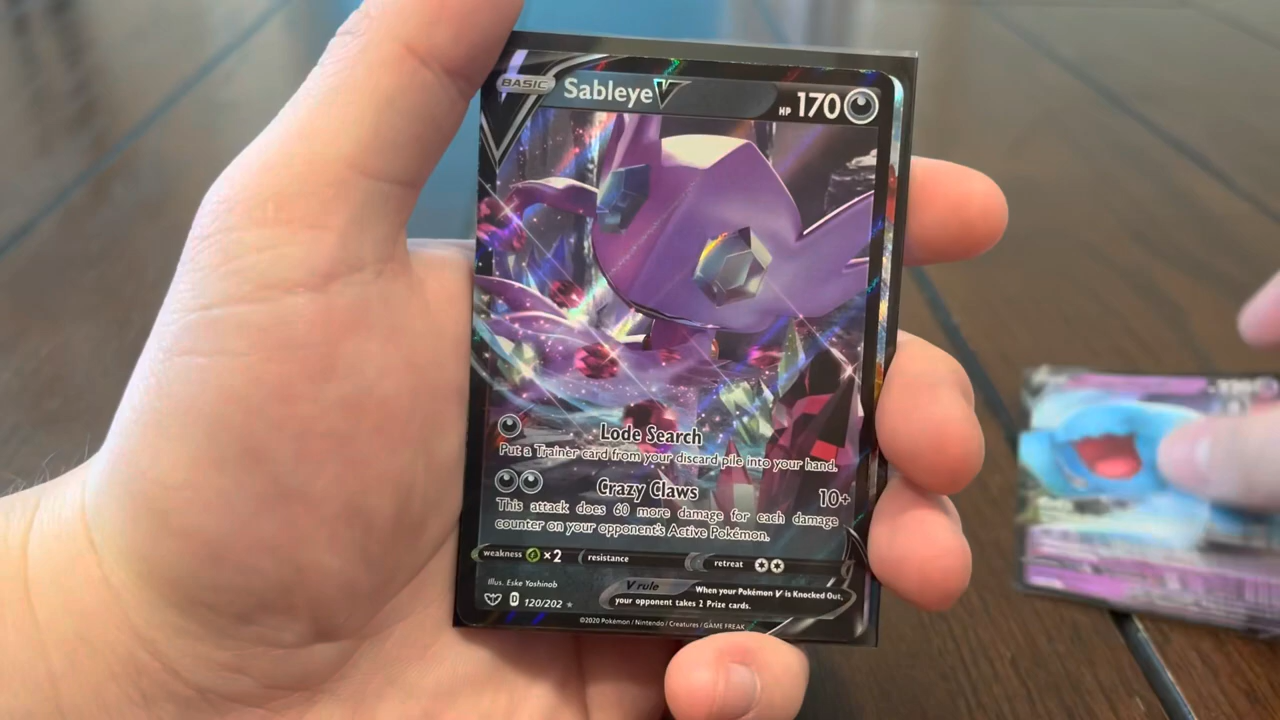 BASIC
Sableye V
HP 170
Lode Search
Put a Trainer card from your discard pile into your hand.
Crazy Claws 10+
This attack does 60 more damage for each damage
counter on your opponent's Active Pokémon.
weakness ×2 resistance retreat
Illus. Eske Yoshinob
V rule When your Pokémon V is Knocked Out,
your opponent takes 2 Prize cards.
D 120/202
©2020 Pokémon / Nintendo / Creatures / GAME FREAK